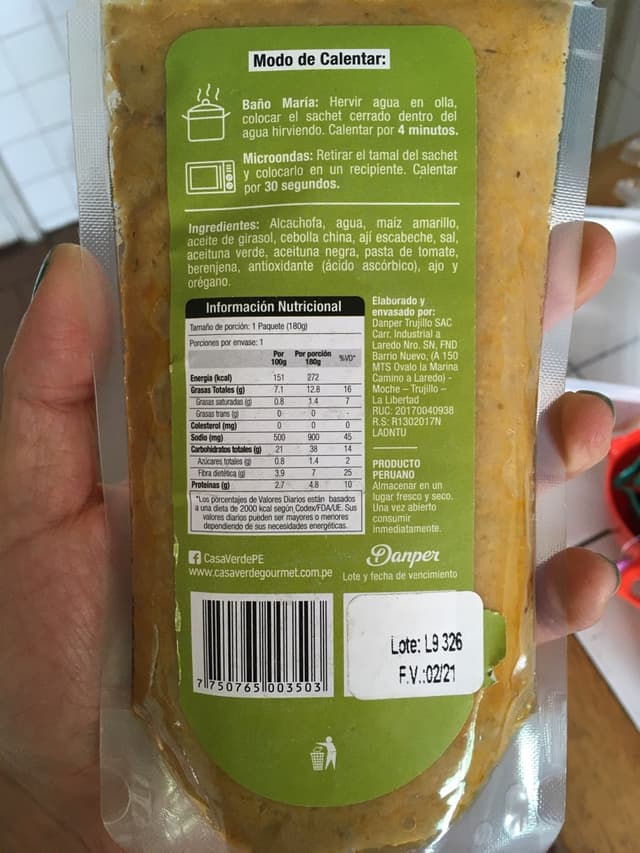 Modo de Calentar:
Baño María: Hervir agua en olla,
colocar el sachet cerrado dentro del
agua hirviendo. Calentar por 4 minutos.
Microondas: Retirar el tamal del sachet
y colocarlo en un recipiente. Calentar
por 30 segundos.
Ingredientes: Alcachofa, agua, maíz amarillo,
aceite de girasol, cebolla china, ají escabeche, sal,
aceituna verde, aceituna negra, pasta de tomate,
berenjena, antioxidante (ácido ascórbico), ajo y
orégano.
Información Nutricional
Tamaño de porción: 1 Paquete (180g)
Porciones por envase: 1
Por 100g Por porción 180g %VD*
Energía (kcal) 151 272
Grasas Totales (g) 7.1 12.8 16
Grasas saturadas (g) 0.8 1.4 7
Grasas trans (g) 0 0 -
Colesterol (mg) 0 0 0
Sodio (mg) 500 900 45
Carbohidratos totales (g) 21 38 14
Azúcares totales (g) 0.8 1.4 2
Fibra dietética (g) 3.9 7 25
Proteínas (g) 2.7 4.8 10
*Los porcentajes de Valores Diarios están basados
a una dieta de 2000 kcal según Codex/FDA/UE. Sus
valores diarios pueden ser mayores o menores
dependiendo de sus necesidades energéticas.
Elaborado y
envasado por:
Danper Trujillo SAC
Carr. Industrial a
Laredo Nro. SN, FND
Barrio Nuevo, (A 150
MTS Ovalo la Marina
Camino a Laredo) -
Moche – Trujillo –
La Libertad
RUC: 20170040938
R.S: R1302017N
LADNTU
PRODUCTO
PERUANO
Almacenar en un
lugar fresco y seco.
Una vez abierto
consumir
inmediatamente.
CasaVerdePE
www.casaverdegourmet.com.pe
Danper
Lote y fecha de vencimiento
7 750765 003503
Lote: L9 326
F.V.:02/21